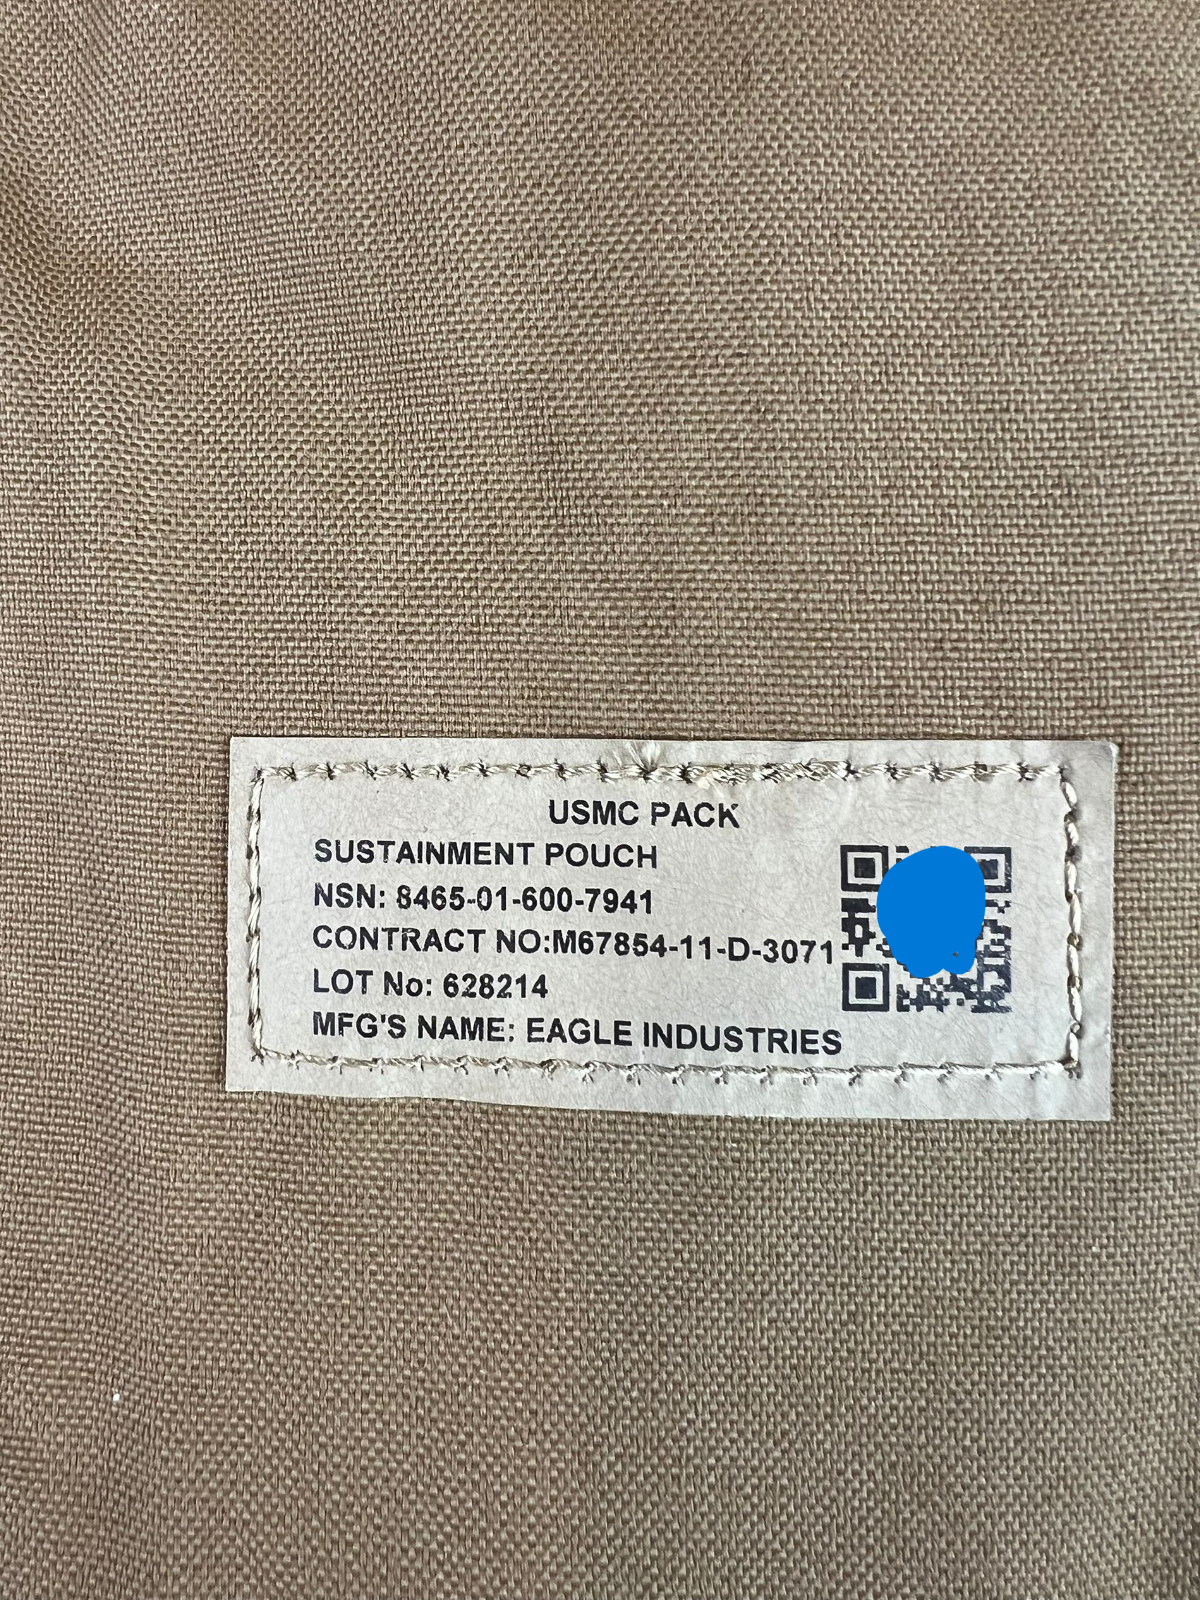 USMC PACK
SUSTAINMENT POUCH
NSN: 8465-01-600-7941
CONTRACT NO:M67854-11-D-3071
LOT No: 628214
MFG'S NAME: EAGLE INDUSTRIES